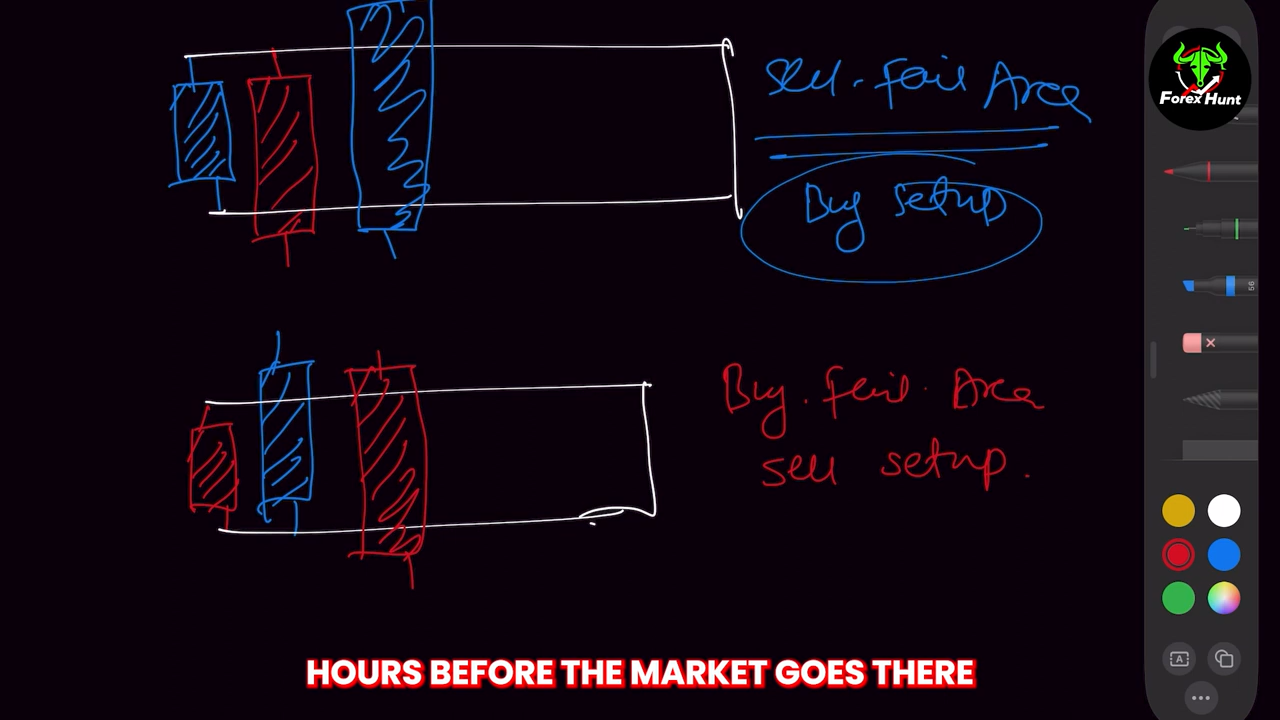 Forex Hunt
Sell. Fail Area
Buy setup
Buy. Fail. Area
sell setup.
HOURS BEFORE THE MARKET GOES THERE